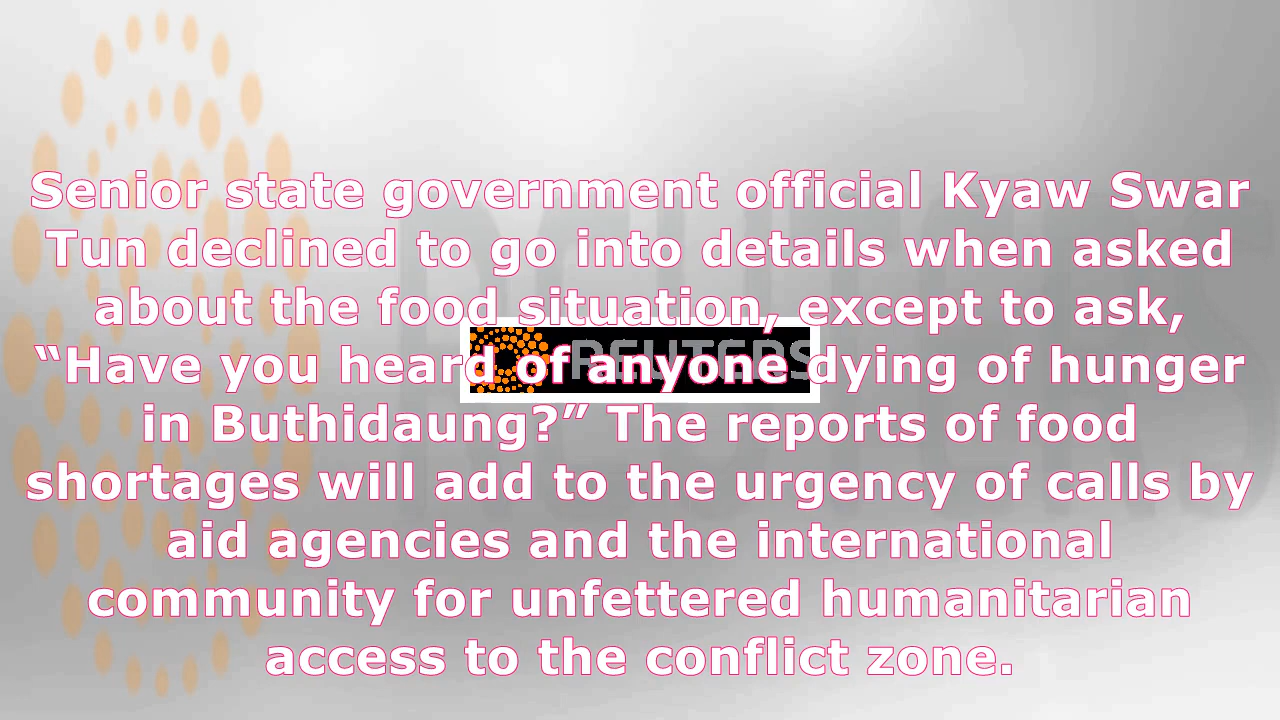 Senior state government official Kyaw Swar
Tun declined to go into details when asked
about the food situation, except to ask,
“Have you heard of anyone dying of hunger
in Buthidaung?” The reports of food
shortages will add to the urgency of calls by
aid agencies and the international
community for unfettered humanitarian
access to the conflict zone.
REUTERS
REUTERS